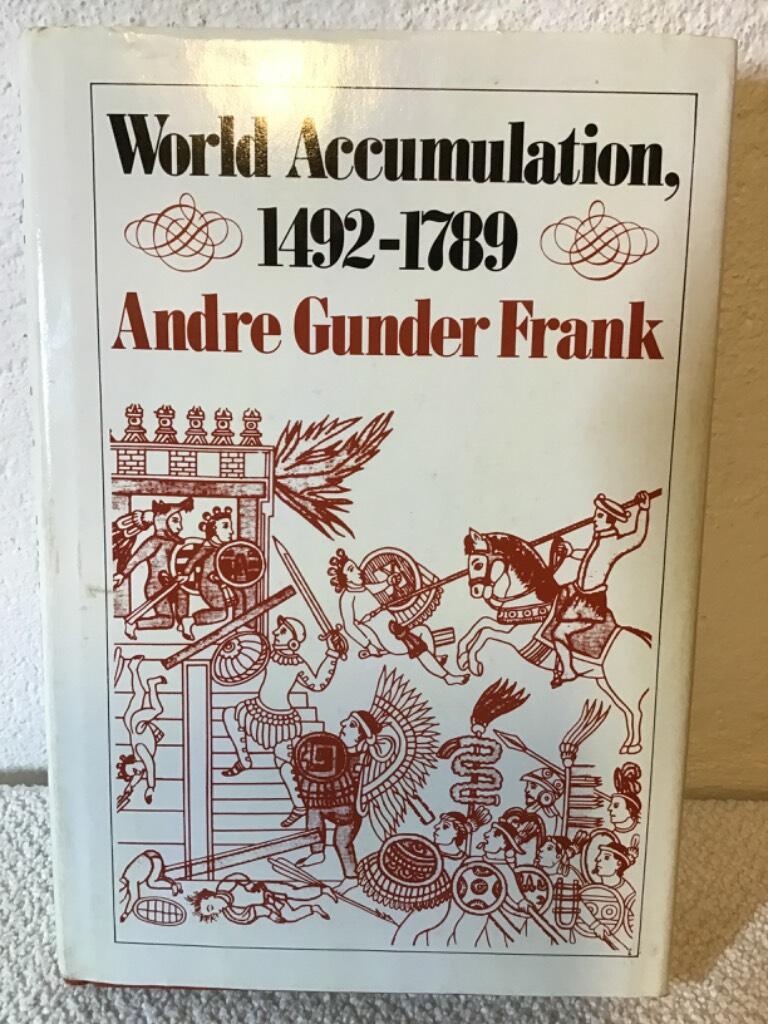 World Accumulation,
1492-1789
Andre Gunder Frank